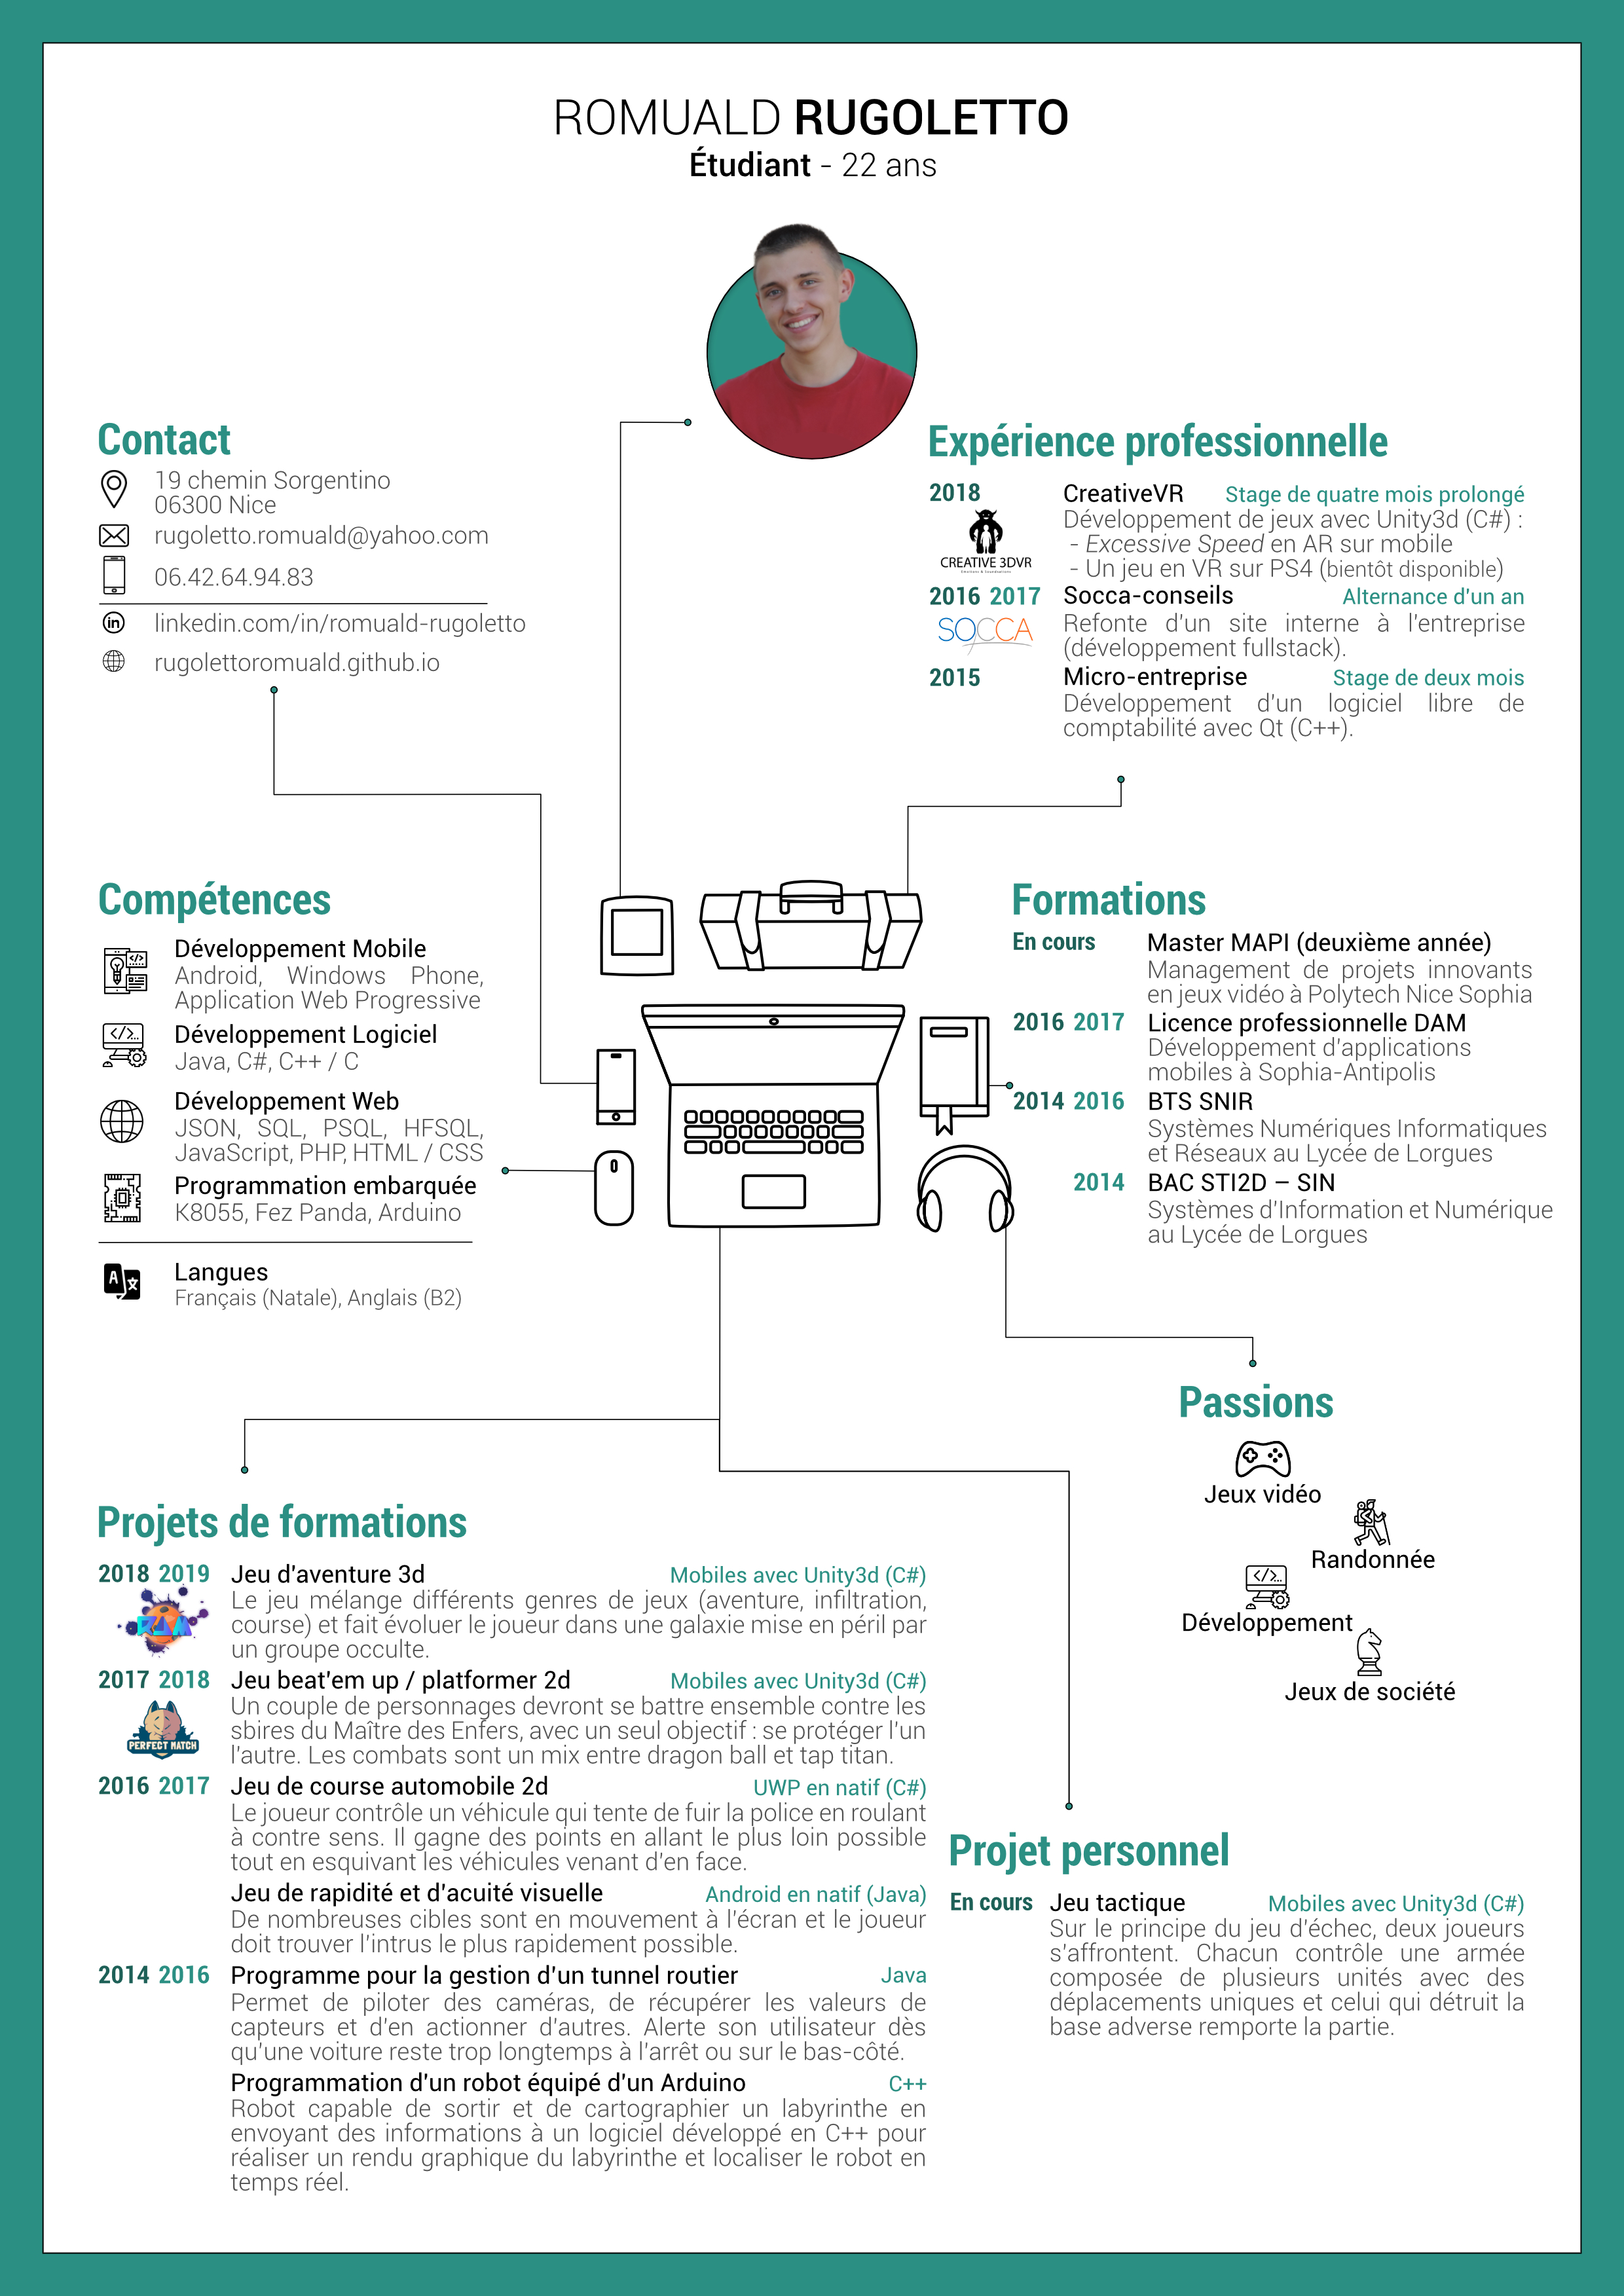 ROMUALD RUGOLETTO
Étudiant - 22 ans
Contact
19 chemin Sorgentino
06300 Nice
rugoletto.romuald@yahoo.com
06.42.64.94.83
in
linkedin.com/in/romuald-rugoletto
rugolettoromuald.github.io
Expérience professionnelle
2018 CreativeVR Stage de quatre mois prolongé
CREATIVE 3DVR
Développement de jeux avec Unity3d (C#) :
- Excessive Speed en AR sur mobile
- Un jeu en VR sur PS4 (bientôt disponible)
2016 2017 Socca-conseils Alternance d'un an
SOCCA
Refonte d'un site interne à l'entreprise
(développement fullstack).
2015 Micro-entreprise Stage de deux mois
Développement d'un logiciel libre de
comptabilité avec Qt (C++).
Compétences
Développement Mobile
Android, Windows Phone,
Application Web Progressive
Développement Logiciel
Java, C#, C++ / C
Développement Web
JSON, SQL, PSQL, HFSQL,
JavaScript, PHP, HTML / CSS
Programmation embarquée
K8055, Fez Panda, Arduino
Langues
Français (Natale), Anglais (B2)
Formations
En cours Master MAPI (deuxième année)
Management de projets innovants
en jeux vidéo à Polytech Nice Sophia
2016 2017 Licence professionnelle DAM
Développement d'applications
mobiles à Sophia-Antipolis
2014 2016 BTS SNIR
Systèmes Numériques Informatiques
et Réseaux au Lycée de Lorgues
2014 BAC STI2D – SIN
Systèmes d'Information et Numérique
au Lycée de Lorgues
Passions
Jeux vidéo
Randonnée
Développement
Jeux de société
Projets de formations
2018 2019 Jeu d'aventure 3d Mobiles avec Unity3d (C#)
Le jeu mélange différents genres de jeux (aventure, infiltration,
course) et fait évoluer le joueur dans une galaxie mise en péril par
un groupe occulte.
2017 2018 Jeu beat'em up / platformer 2d Mobiles avec Unity3d (C#)
PERFECT MATCH
Un couple de personnages devront se battre ensemble contre les
sbires du Maître des Enfers, avec un seul objectif : se protéger l'un
l'autre. Les combats sont un mix entre dragon ball et tap titan.
2016 2017 Jeu de course automobile 2d UWP en natif (C#)
Le joueur contrôle un véhicule qui tente de fuir la police en roulant
à contre sens. Il gagne des points en allant le plus loin possible
tout en esquivant les véhicules venant d'en face.
Jeu de rapidité et d'acuité visuelle Android en natif (Java)
De nombreuses cibles sont en mouvement à l'écran et le joueur
doit trouver l'intrus le plus rapidement possible.
2014 2016 Programme pour la gestion d'un tunnel routier Java
Permet de piloter des caméras, de récupérer les valeurs de
capteurs et d'en actionner d'autres. Alerte son utilisateur dès
qu'une voiture reste trop longtemps à l'arrêt ou sur le bas-côté.
Programmation d'un robot équipé d'un Arduino C++
Robot capable de sortir et de cartographier un labyrinthe en
envoyant des informations à un logiciel développé en C++ pour
réaliser un rendu graphique du labyrinthe et localiser le robot en
temps réel.
Projet personnel
En cours Jeu tactique Mobiles avec Unity3d (C#)
Sur le principe du jeu d'échec, deux joueurs
s'affrontent. Chacun contrôle une armée
composée de plusieurs unités avec des
déplacements uniques et celui qui détruit la
base adverse remporte la partie.